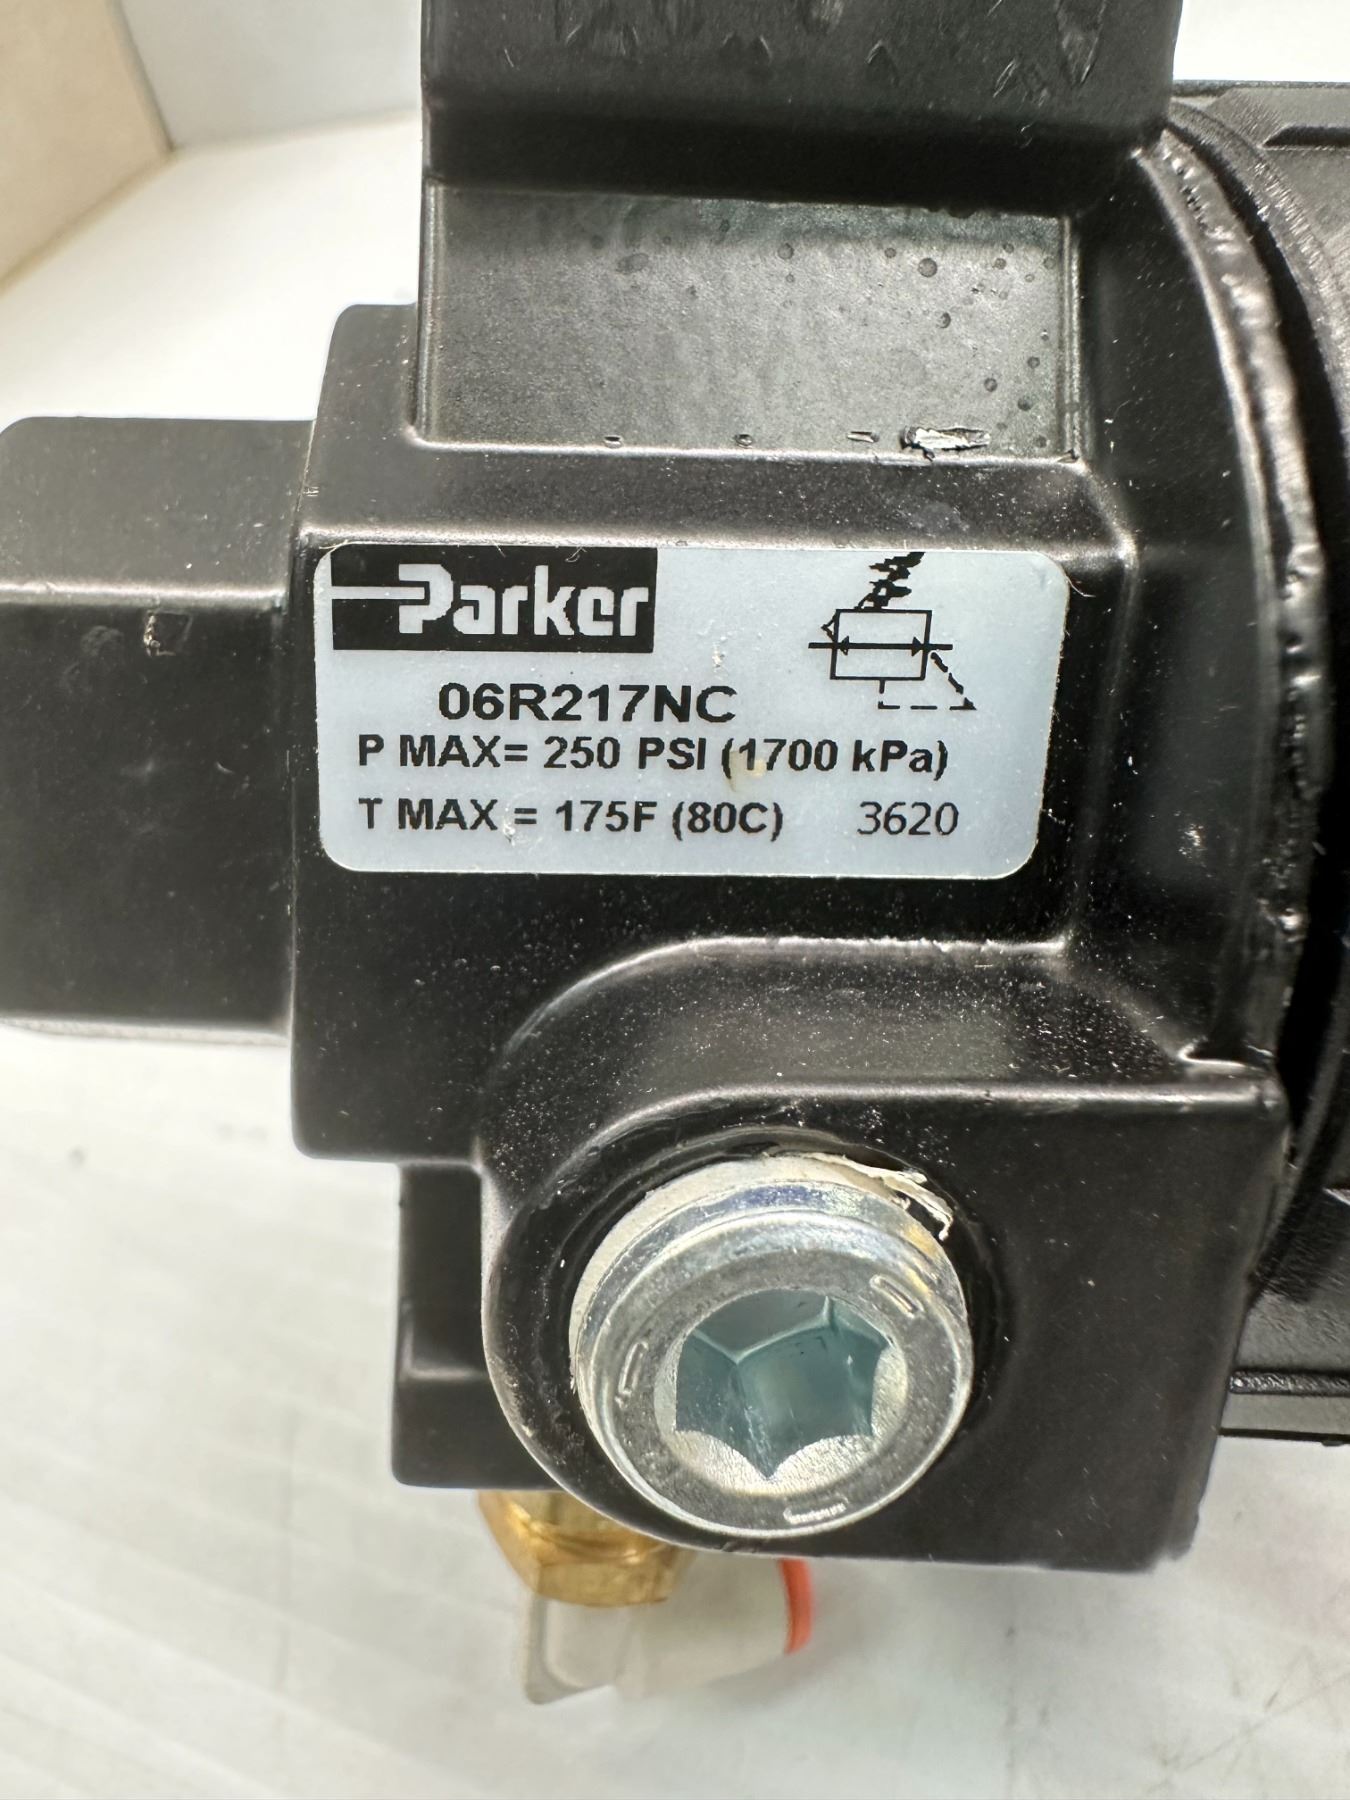 Parker
06R217NC
P MAX= 250 PSI (1700 kPa)
T MAX = 175F (80C) 3620